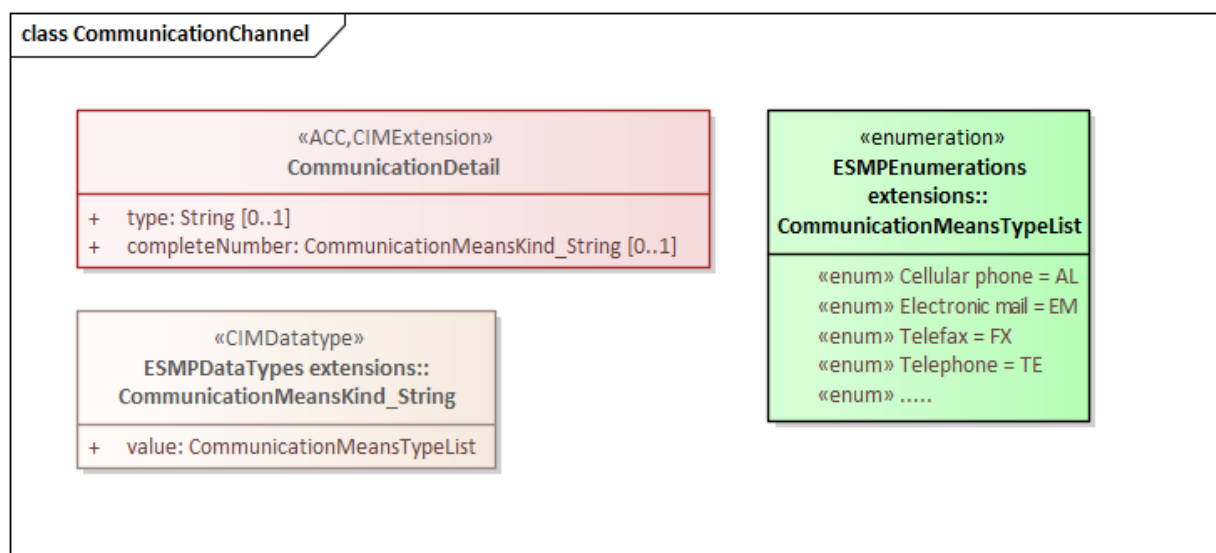 class CommunicationChannel
«ACC,CIMExtension»
CommunicationDetail
+ type: String [0..1]
+ completeNumber: CommunicationMeansKind_String [0..1]
«CIMDatatype»
ESMPDataTypes extensions::
CommunicationMeansKind_String
+ value: CommunicationMeansTypeList
«enumeration»
ESMPEnumerations
extensions::
CommunicationMeansTypeList
«enum» Cellular phone = AL
«enum» Electronic mail = EM
«enum» Telefax = FX
«enum» Telephone = TE
«enum» .....